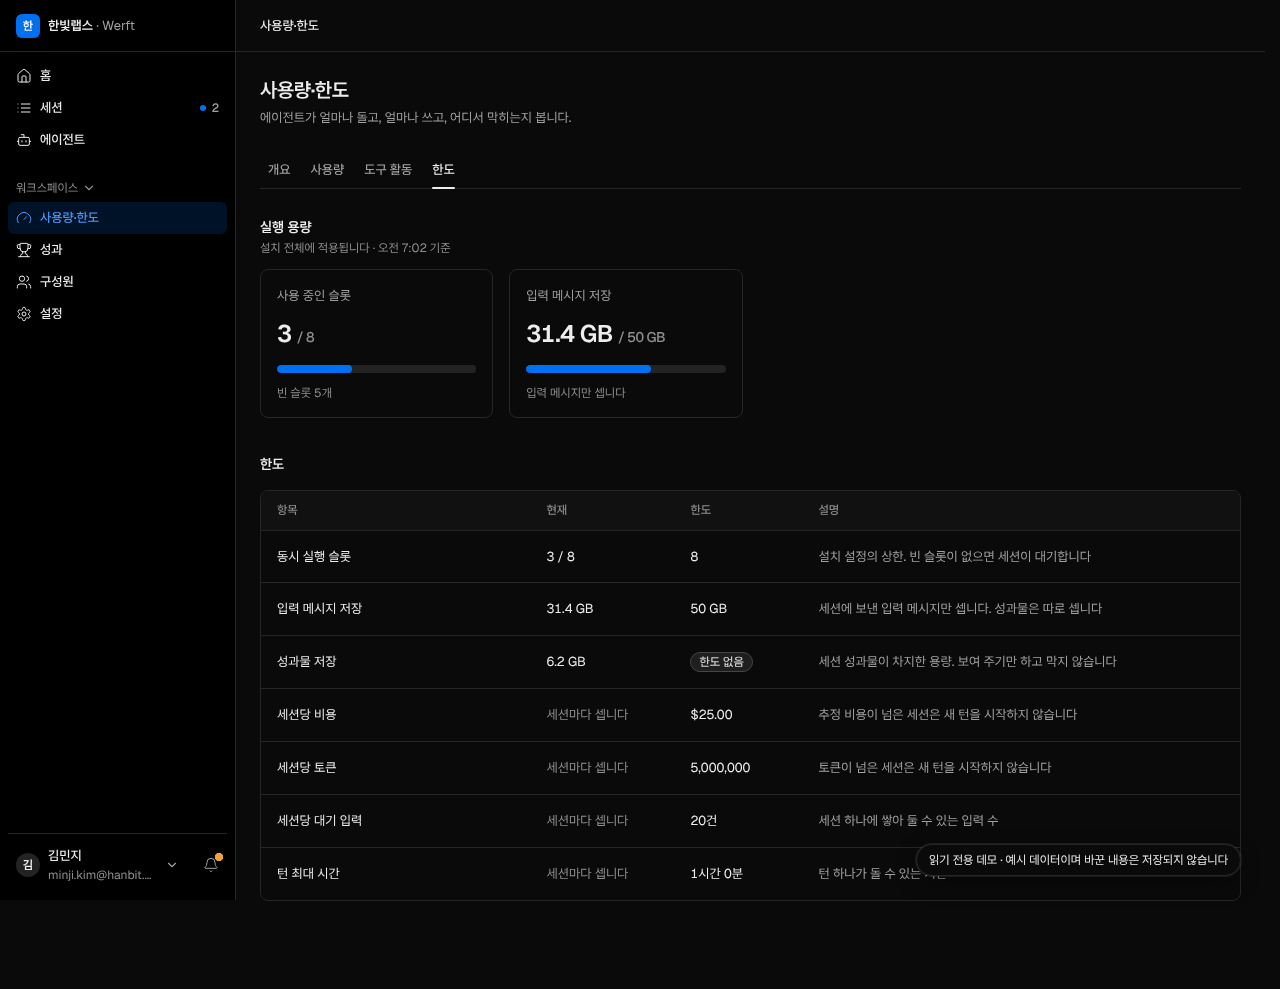 한 한빛랩스 · Werft
홈
세션 2
에이전트
워크스페이스
사용량·한도
성과
구성원
설정
김 김민지
minji.kim@hanbit....
사용량·한도
사용량·한도
에이전트가 얼마나 돌고, 얼마나 쓰고, 어디서 막히는지 봅니다.
개요 사용량 도구 활동 한도
실행 용량
설치 전체에 적용됩니다 · 오전 7:02 기준
사용 중인 슬롯
3 / 8
빈 슬롯 5개
입력 메시지 저장
31.4 GB / 50 GB
입력 메시지만 셉니다
한도
항목 현재 한도 설명
동시 실행 슬롯 3 / 8 8 설치 설정의 상한. 빈 슬롯이 없으면 세션이 대기합니다
입력 메시지 저장 31.4 GB 50 GB 세션에 보낸 입력 메시지만 셉니다. 성과물은 따로 셉니다
성과물 저장 6.2 GB 한도 없음 세션 성과물이 차지한 용량. 보여 주기만 하고 막지 않습니다
세션당 비용 세션마다 셉니다 $25.00 추정 비용이 넘은 세션은 새 턴을 시작하지 않습니다
세션당 토큰 세션마다 셉니다 5,000,000 토큰이 넘은 세션은 새 턴을 시작하지 않습니다
세션당 대기 입력 세션마다 셉니다 20건 세션 하나에 쌓아 둘 수 있는 입력 수
턴 최대 시간 세션마다 셉니다 1시간 0분 턴 하나가 돌 수 있는
읽기 전용 데모 · 예시 데이터이며 바꾼 내용은 저장되지 않습니다